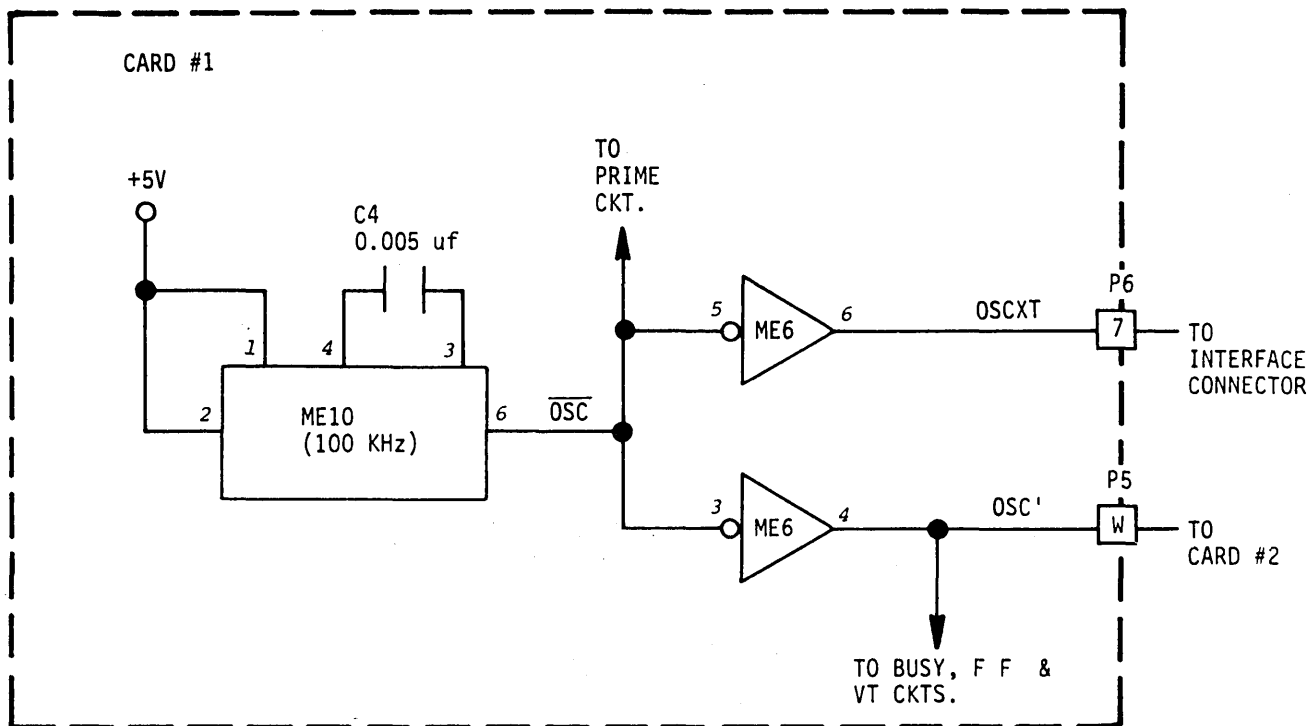 CARD #1
+5V
C4
0.005 uf
TO
PRIME
CKT.
1
4
3
2
ME10
(100 KHz)
6
OSC
5
ME6
6
OSCXT
P6
7
TO
INTERFACE
CONNECTOR
3
ME6
4
OSC'
P5
W
TO
CARD #2
TO BUSY, F F &
VT CKTS.